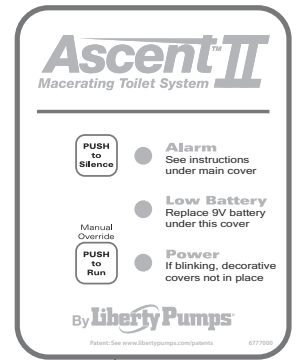 Ascent™ II
Macerating Toilet System
PUSH
to
Silence
Alarm
See instructions
under main cover
Low Battery
Replace 9V battery
under this cover
Manual
Override
PUSH
to
Run
Power
If blinking, decorative
covers not in place
By Liberty Pumps®
Patent: See www.libertypumps.com/patents 6777000